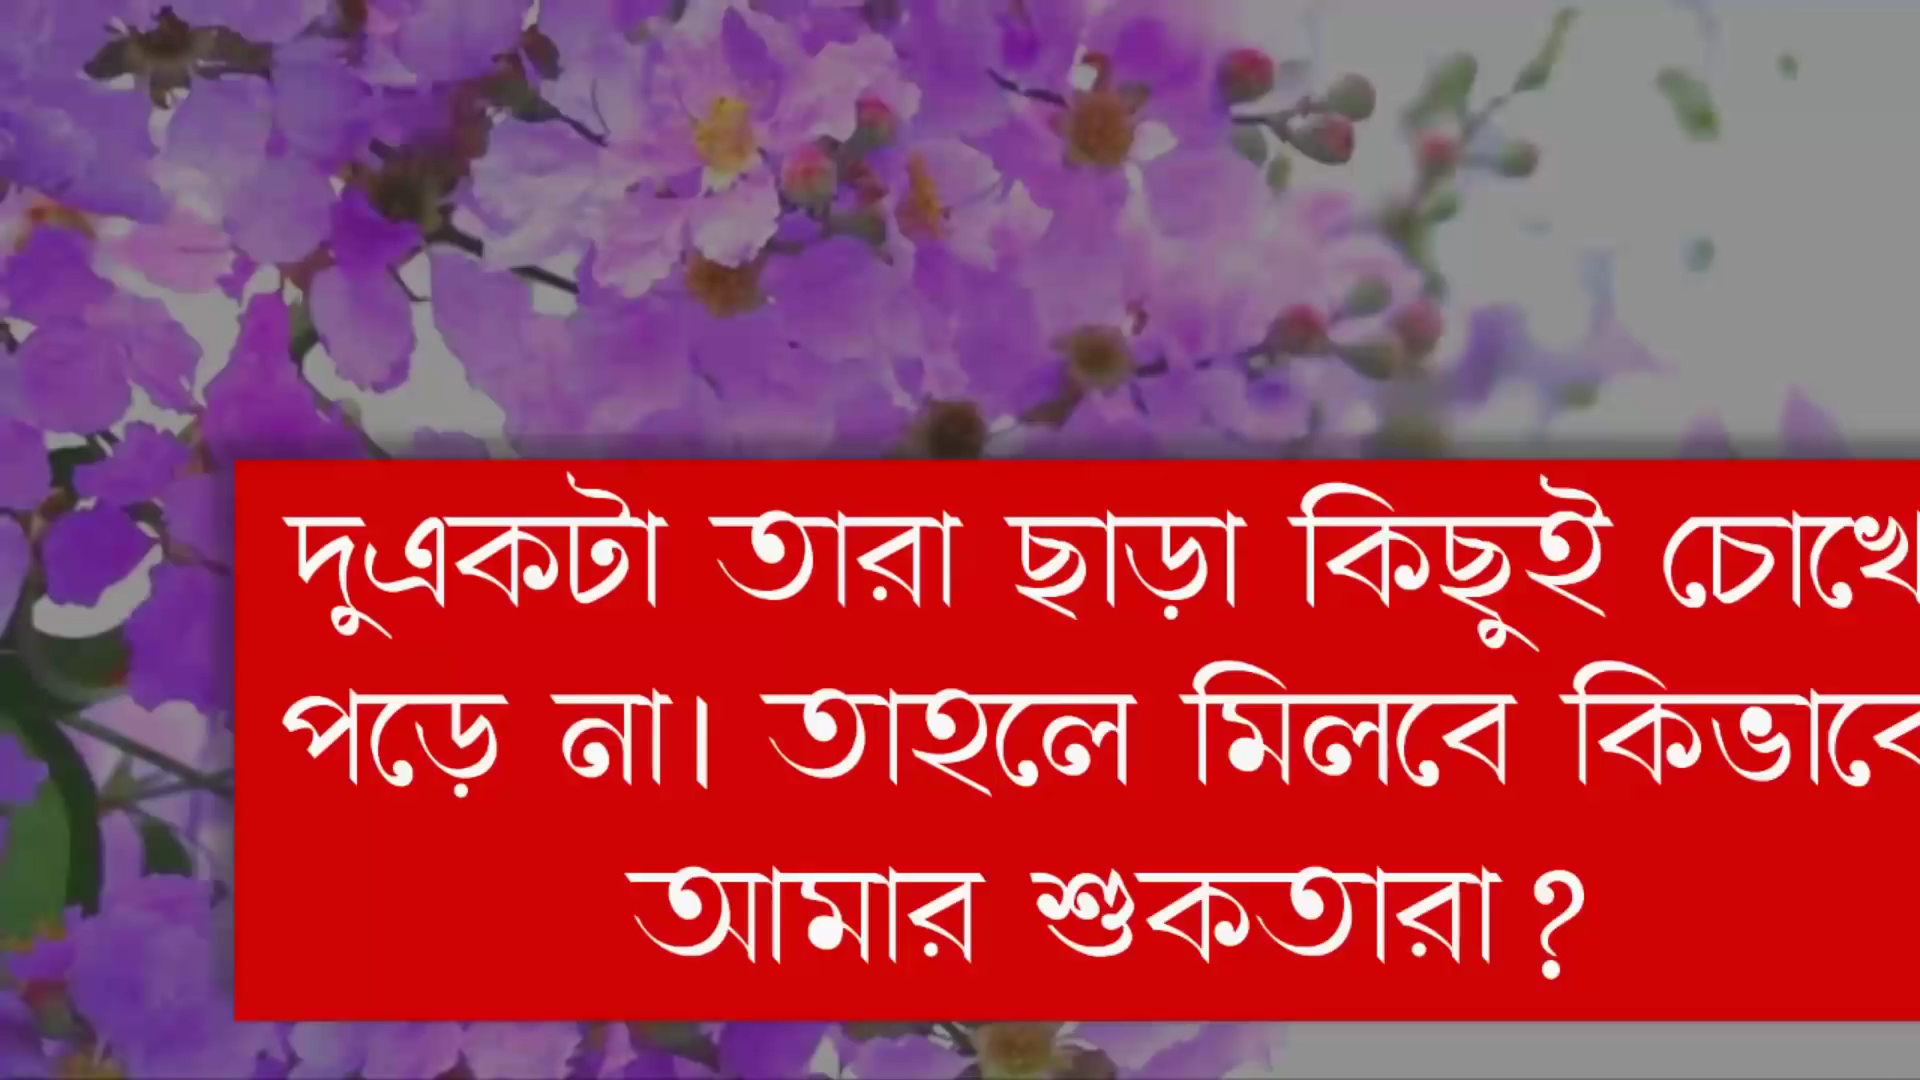 দুএকটা তারা ছাড়া কিছুই চোখে
পড়ে না। তাহলে মিলবে কিভাবে
আমার শুকতারা?